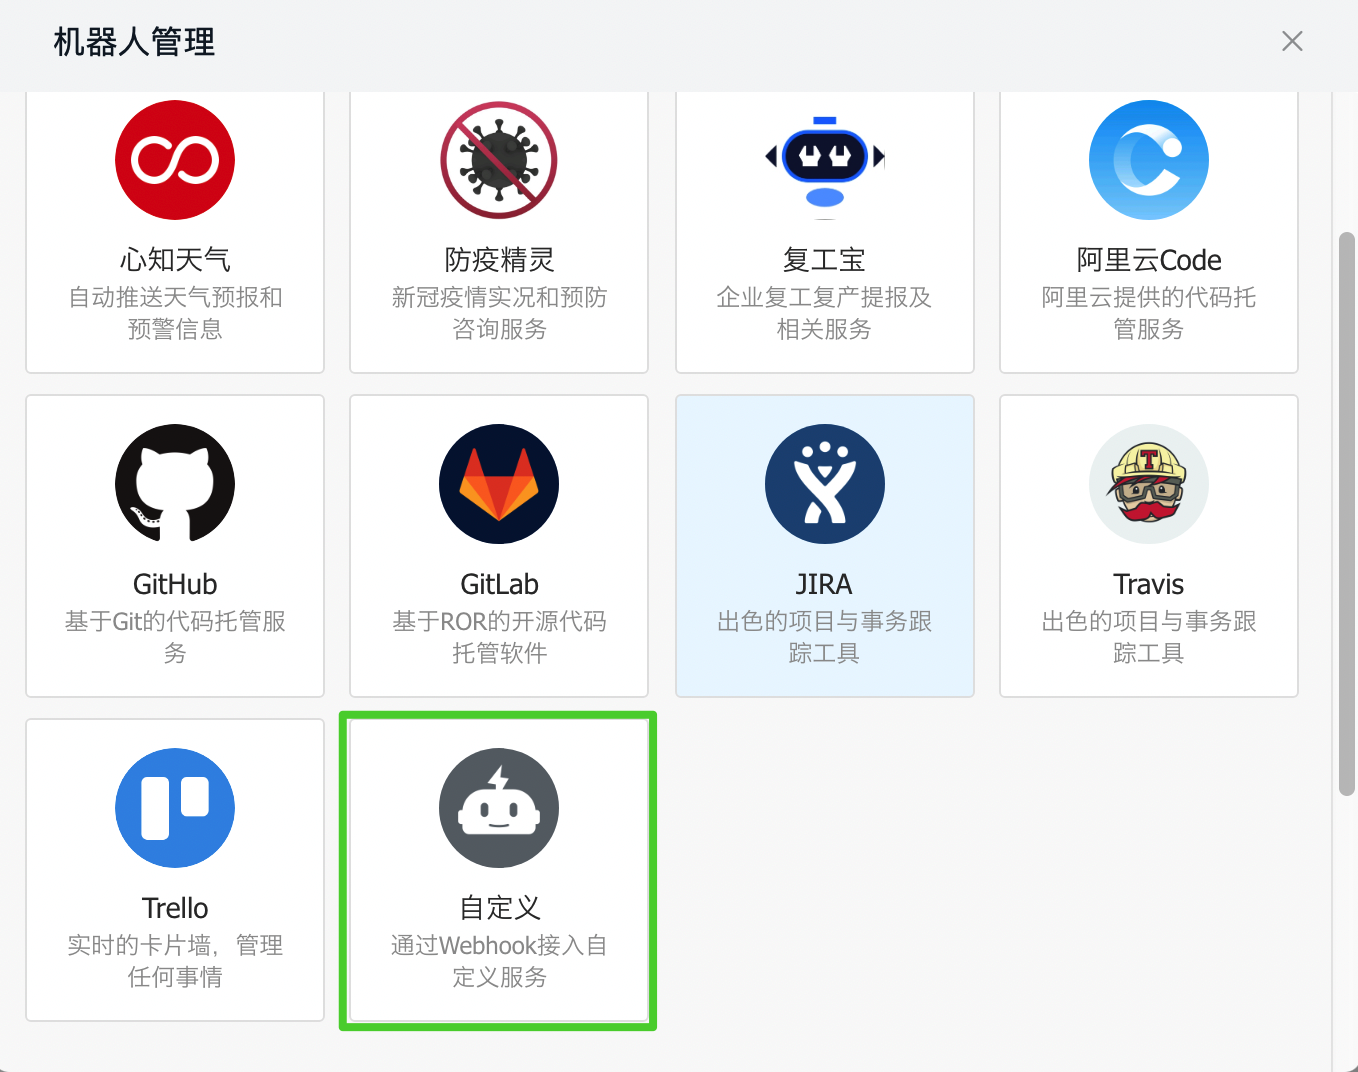 机器人管理
心知天气
自动推送天气预报和
预警信息
防疫精灵
新冠疫情实况和预防
咨询服务
复工宝
企业复工复产提报及
相关服务
阿里云Code
阿里云提供的代码托
管服务
GitHub
基于Git的代码托管服
务
GitLab
基于ROR的开源代码
托管软件
JIRA
出色的项目与事务跟
踪工具
Travis
出色的项目与事务跟
踪工具
Trello
实时的卡片墙，管理
任何事情
自定义
通过Webhook接入自
定义服务